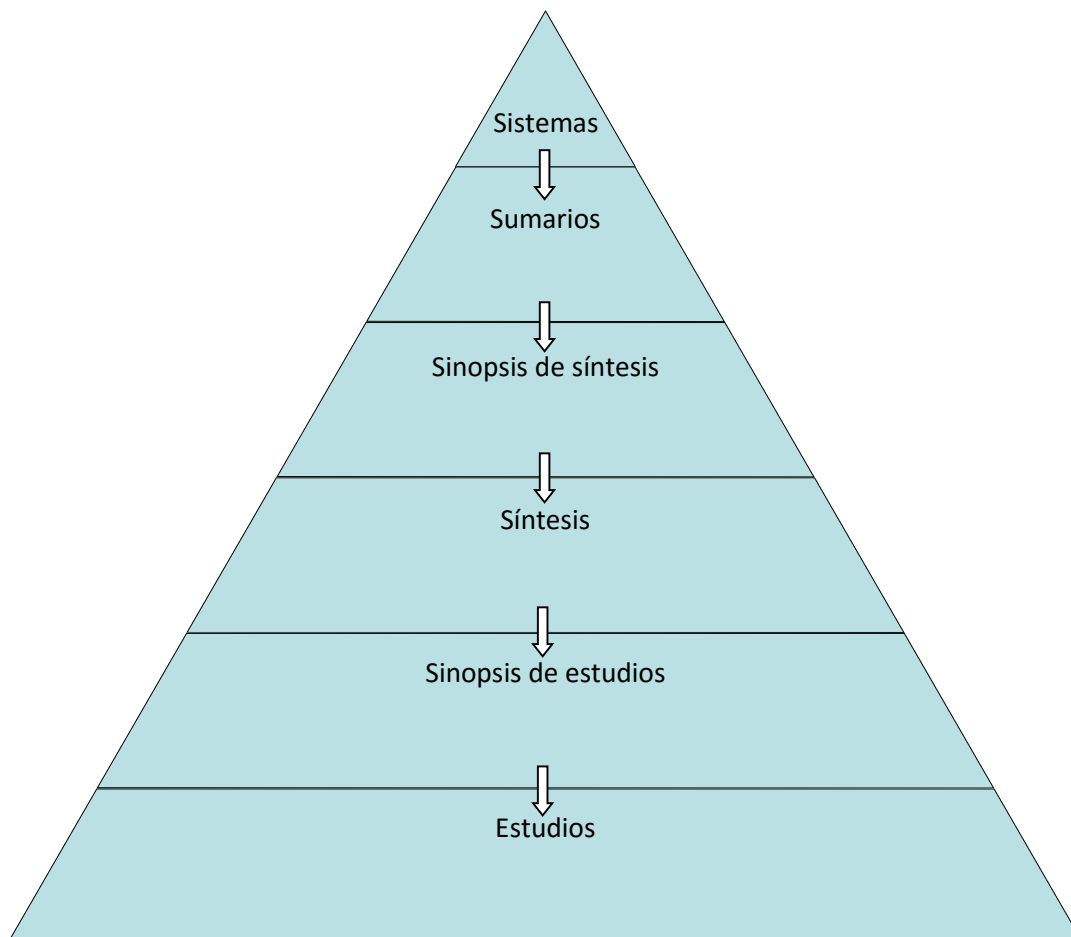 Sistemas
Sumarios
Sinopsis de síntesis
Síntesis
Sinopsis de estudios
Estudios